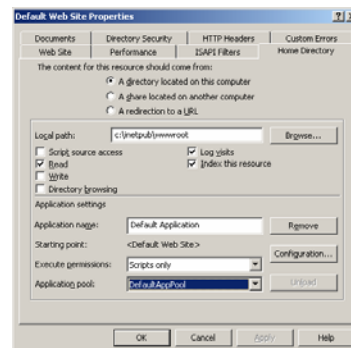 Default Web Site Properties
Documents Directory Security HTTP Headers Custom Errors
Web Site Performance ISAPI Filters Home Directory
The content for this resource should come from:
A directory located on this computer
A share located on another computer
A redirection to a URL
Local path: c:\inetpub\wwwroot Browse...
Script source access Log visits
Read Index this resource
Write
Directory browsing
Application settings
Application name: Default Application Remove
Starting point: <Default Web Site>
Configuration...
Execute permissions: Scripts only
Application pool: DefaultAppPool Unload
OK Cancel Apply Help